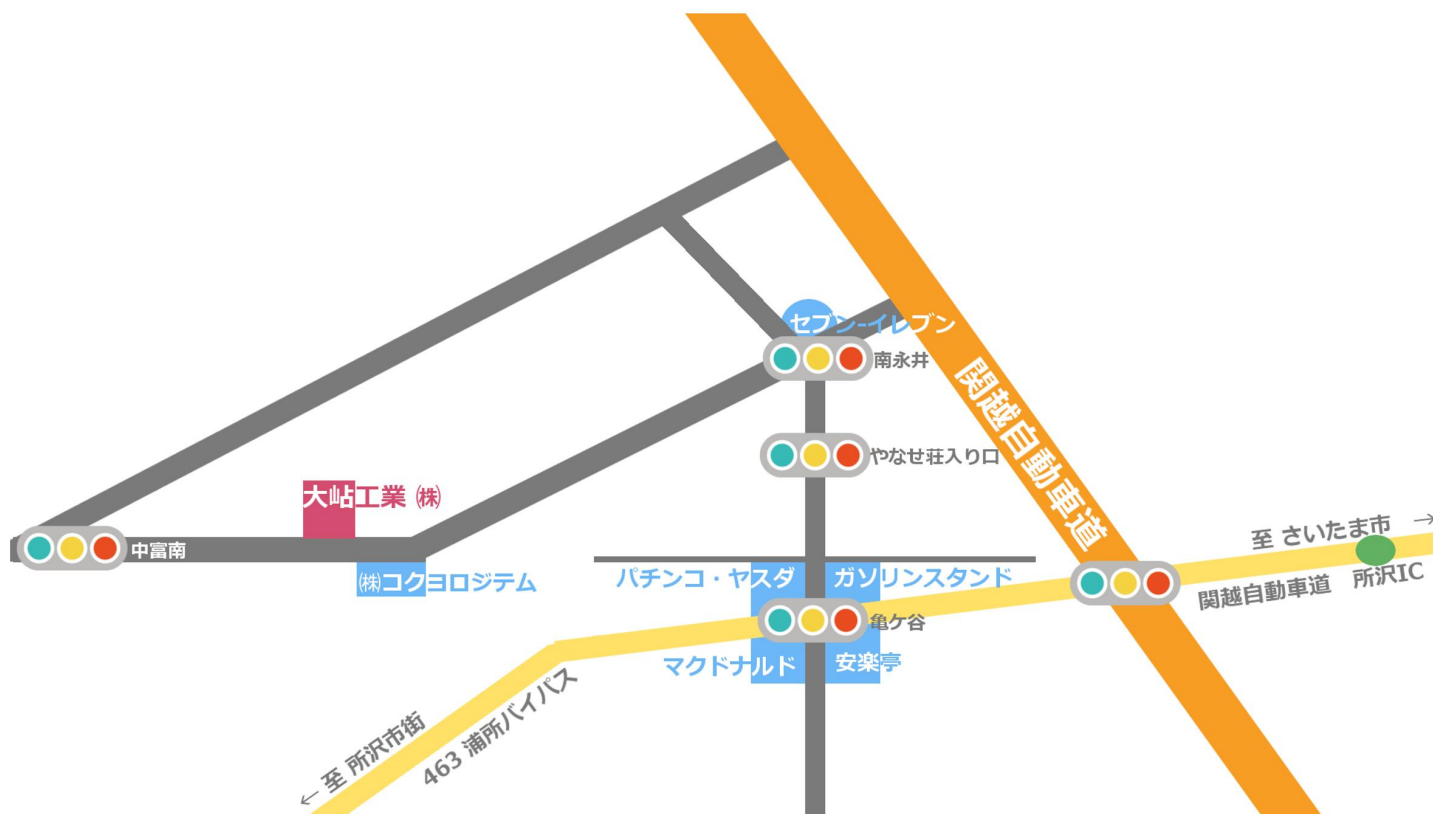 セブン-イレブン
南永井
関越自動車道
やなせ荘入り口
大岾工業 ㈱
中富南
㈱コクヨロジテム
パチンコ・ヤスダ
ガソリンスタンド
至 さいたま市 →
関越自動車道 所沢IC
亀ケ谷
マクドナルド
安楽亭
← 至 所沢市街
463 浦所バイパス